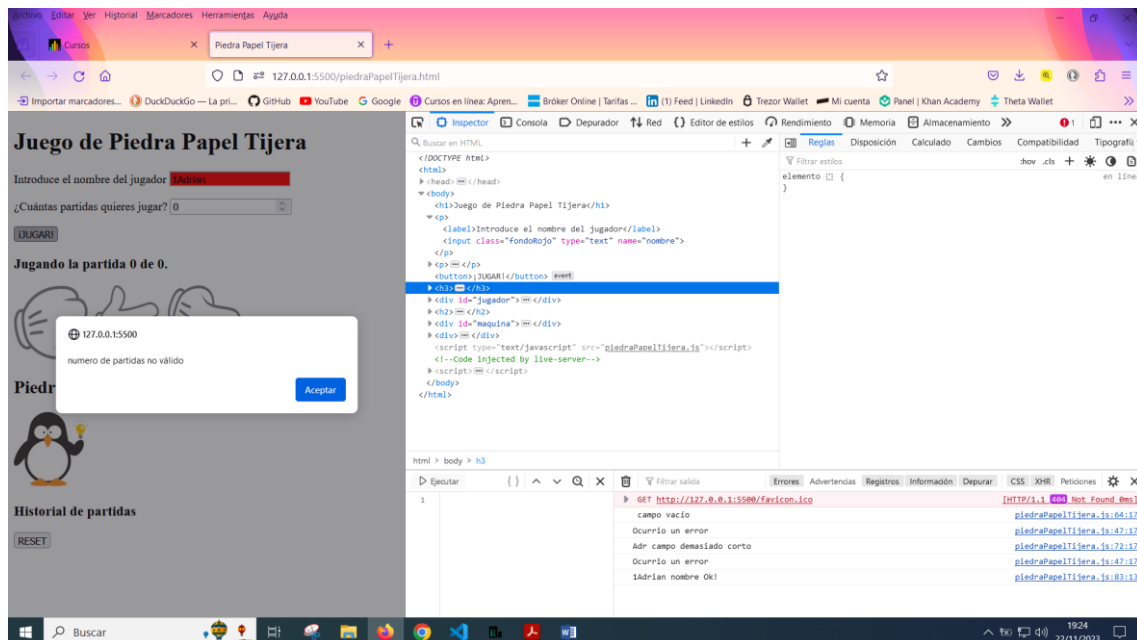 Archivo Editar Ver Historial Marcadores Herramientas Ayuda
Cursos
Piedra Papel Tijera
127.0.0.1:5500/piedraPapelTijera.html
Importar marcadores... DuckDuckGo — La pri... GitHub YouTube Google Cursos en línea: Apren... Bróker Online | Tarifas ... (1) Feed | LinkedIn Trezor Wallet Mi cuenta Panel | Khan Academy Theta Wallet
Juego de Piedra Papel Tijera
Introduce el nombre del jugador 1Adrian
¿Cuántas partidas quieres jugar? 0
¡JUGAR!
Jugando la partida 0 de 0.
127.0.0.1:5500
numero de partidas no válido
Aceptar
Piedr
Historial de partidas
RESET
Inspector Consola Depurador Red Editor de estilos Rendimiento Memoria Almacenamiento 1
Buscar en HTML
<!DOCTYPE html>
<html>
<head> ••• </head>
<body>
<h1>Juego de Piedra Papel Tijera</h1>
<p>
<label>Introduce el nombre del jugador</label>
<input class="fondoRojo" type="text" name="nombre">
</p>
<p> ••• </p>
<button>¡JUGAR!</button> event
<h3> ••• </h3>
<div id="jugador"> ••• </div>
<h2> ••• </h2>
<div id="maquina"> ••• </div>
<div> ••• </div>
<script type="text/javascript" src="piedraPapelTijera.js"></script>
<!--Code injected by live-server-->
<script> ••• </script>
</body>
</html>
html > body > h3
Reglas Disposición Calculado Cambios Compatibilidad Tipografí
Filtrar estilos :hov .cls
elemento { en líne
}
Ejecutar
1
Filtrar salida Errores Advertencias Registros Información Depurar CSS XHR Peticiones
GET http://127.0.0.1:5500/favicon.ico [HTTP/1.1 404 Not Found 0ms]
campo vacío piedraPapelTijera.js:64:17
Ocurrio un error piedraPapelTijera.js:47:17
Adr campo demasiado corto piedraPapelTijera.js:72:17
Ocurrio un error piedraPapelTijera.js:47:17
1Adrian nombre Ok! piedraPapelTijera.js:83:13
Buscar
19:24
22/11/2023